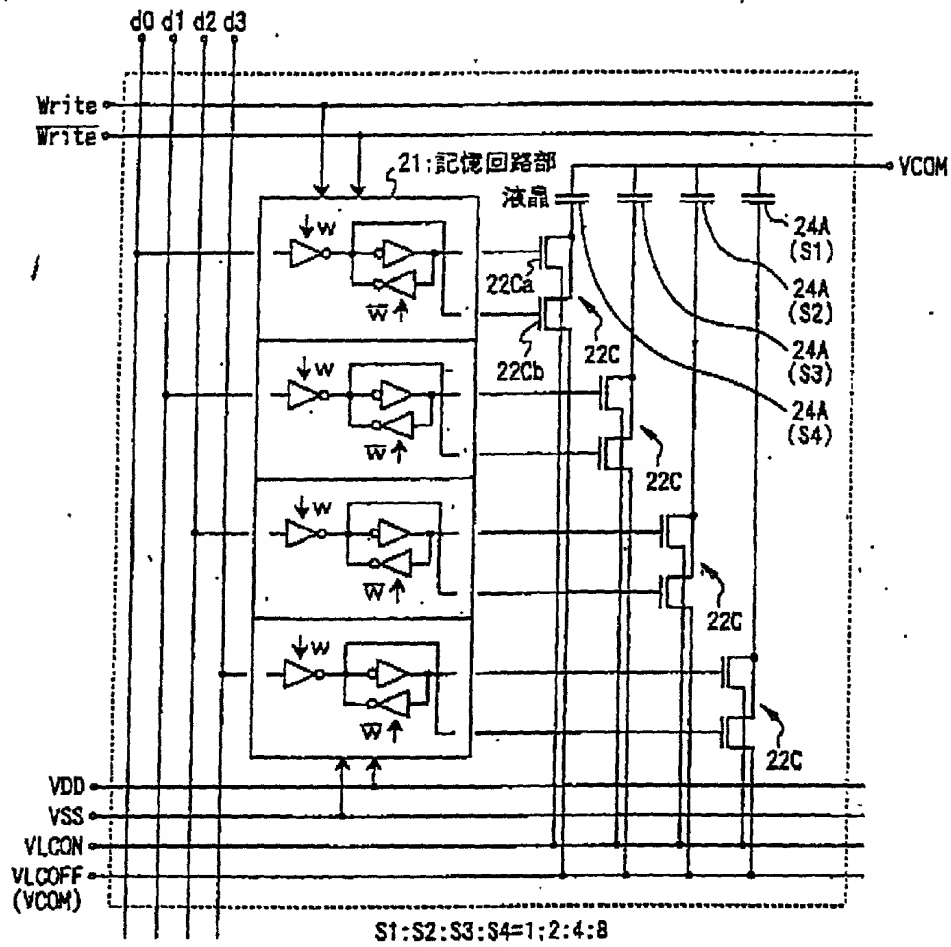 d0 d1 d2 d3
Write
W̅r̅i̅t̅e̅
21:記憶回路部
VCOM
液晶
W
W̅
22Ca
22Cb
22C
24A
(S1)
24A
(S2)
24A
(S3)
24A
(S4)
W
W̅
22C
W
W̅
22C
W
W̅
22C
VDD
VSS
VLCON
VLCOFF
(VCOM)
S1:S2:S3:S4=1:2:4:8